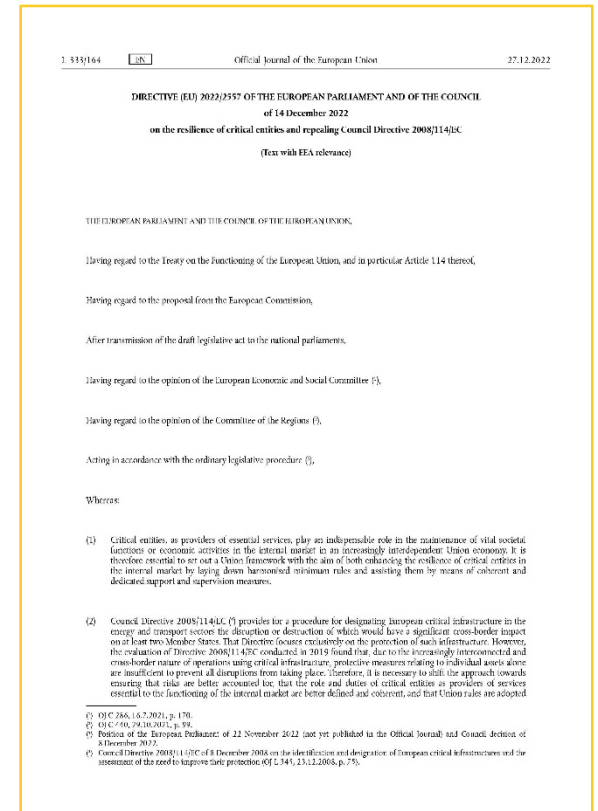 L 333/164 EN Official Journal of the European Union 27.12.2022
DIRECTIVE (EU) 2022/2557 OF THE EUROPEAN PARLIAMENT AND OF THE COUNCIL
of 14 December 2022
on the resilience of critical entities and repealing Council Directive 2008/114/EC
(Text with EEA relevance)
THE EUROPEAN PARLIAMENT AND THE COUNCIL OF THE EUROPEAN UNION,
Having regard to the Treaty on the Functioning of the European Union, and in particular Article 114 thereof,
Having regard to the proposal from the European Commission,
After transmission of the draft legislative act to the national parliaments,
Having regard to the opinion of the European Economic and Social Committee (¹),
Having regard to the opinion of the Committee of the Regions (²),
Acting in accordance with the ordinary legislative procedure (³),
Whereas:
(1) Critical entities, as providers of essential services, play an indispensable role in the maintenance of vital societal
functions or economic activities in the internal market in an increasingly interdependent Union economy. It is
therefore essential to set out a Union framework with the aim of both enhancing the resilience of critical entities in
the internal market by laying down harmonised minimum rules and assisting them by means of coherent and
dedicated support and supervision measures.
(2) Council Directive 2008/114/EC (⁴) provides for a procedure for designating European critical infrastructure in the
energy and transport sectors the disruption or destruction of which would have a significant cross-border impact
on at least two Member States. That Directive focuses exclusively on the protection of such infrastructure. However,
the evaluation of Directive 2008/114/EC conducted in 2019 found that, due to the increasingly interconnected and
cross-border nature of operations using critical infrastructure, protective measures relating to individual assets alone
are insufficient to prevent all disruptions from taking place. Therefore, it is necessary to shift the approach towards
ensuring that risks are better accounted for, that the role and duties of critical entities as providers of services
essential to the functioning of the internal market are better defined and coherent, and that Union rules are adopted
(¹) OJ C 286, 16.7.2021, p. 170.
(²) OJ C 440, 29.10.2021, p. 99.
(³) Position of the European Parliament of 22 November 2022 (not yet published in the Official Journal) and Council decision of
8 December 2022.
(⁴) Council Directive 2008/114/EC of 8 December 2008 on the identification and designation of European critical infrastructures and the
assessment of the need to improve their protection (OJ L 345, 23.12.2008, p. 75).